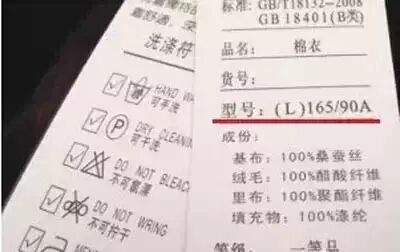 洗涤符
HAND WA
可手洗
DRY CLEANIN
可干洗
DO NOT BLEAC
不可氯漂
DO NOT WRING
不可拧干
标准: GB/T18132-2008
GB 18401(B类)
品名: 棉衣
货号:
型号: (L)165/90A
成份:
基布: 100%桑蚕丝
绒毛: 100%醋酸纤维
里布: 100%聚酯纤维
填充物: 100%涤纶
等级: 一等品